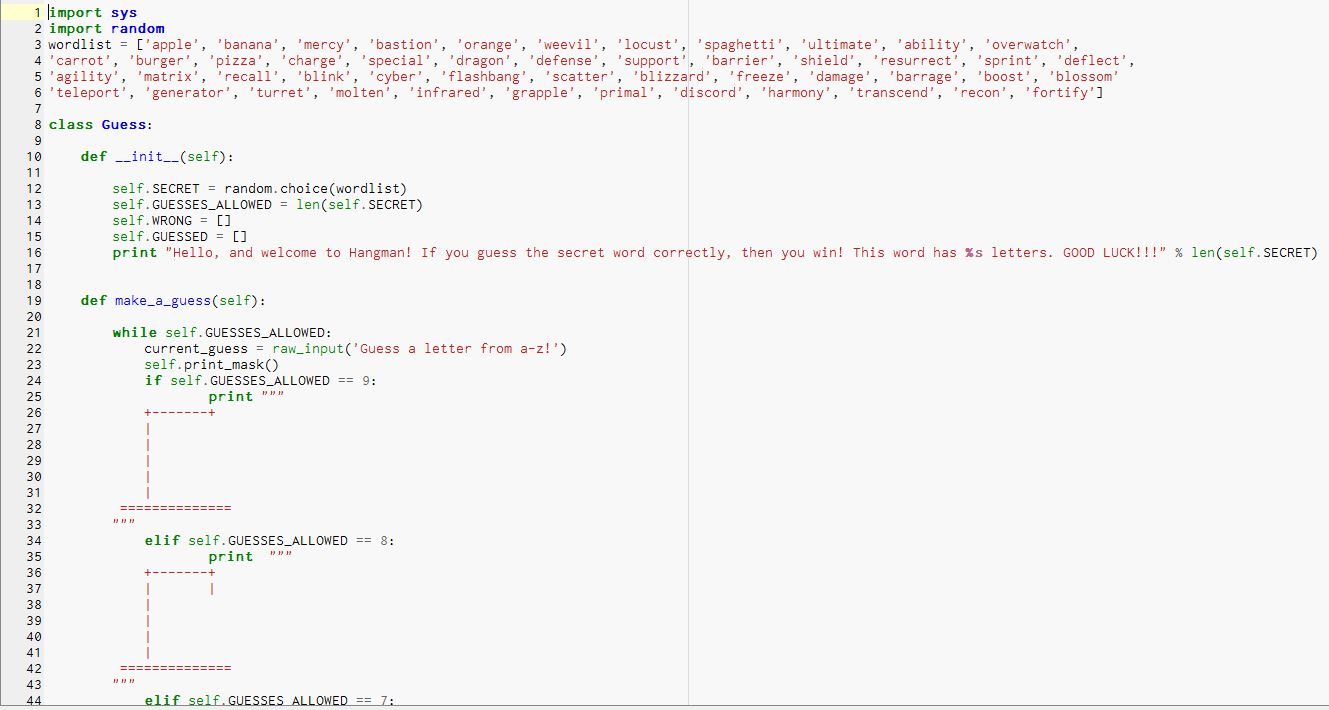 1 import sys
2 import random
3 wordlist = ['apple', 'banana', 'mercy', 'bastion', 'orange', 'weevil', 'locust', 'spaghetti', 'ultimate', 'ability', 'overwatch',
4 'carrot', 'burger', 'pizza', 'charge', 'special', 'dragon', 'defense', 'support', 'barrier', 'shield', 'resurrect', 'sprint', 'deflect',
5 'agility', 'matrix', 'recall', 'blink', 'cyber', 'flashbang', 'scatter', 'blizzard', 'freeze', 'damage', 'barrage', 'boost', 'blossom'
6 'teleport', 'generator', 'turret', 'molten', 'infrared', 'grapple', 'primal', 'discord', 'harmony', 'transcend', 'recon', 'fortify']
7
8 class Guess:
9
10     def __init__(self):
11
12         self.SECRET = random.choice(wordlist)
13         self.GUESSES_ALLOWED = len(self.SECRET)
14         self.WRONG = []
15         self.GUESSED = []
16         print "Hello, and welcome to Hangman! If you guess the secret word correctly, then you win! This word has %s letters. GOOD LUCK!!!" % len(self.SECRET)
17
18
19     def make_a_guess(self):
20
21         while self.GUESSES_ALLOWED:
22             current_guess = raw_input('Guess a letter from a-z!')
23             self.print_mask()
24             if self.GUESSES_ALLOWED == 9:
25                     print """
26             +-------+
27             |
28             |
29             |
30             |
31             |
32          ==============
33         """
34             elif self.GUESSES_ALLOWED == 8:
35                     print  """
36             +-------+
37             |       |
38             |
39             |
40             |
41             |
42          ==============
43         """
44             elif self.GUESSES_ALLOWED == 7: